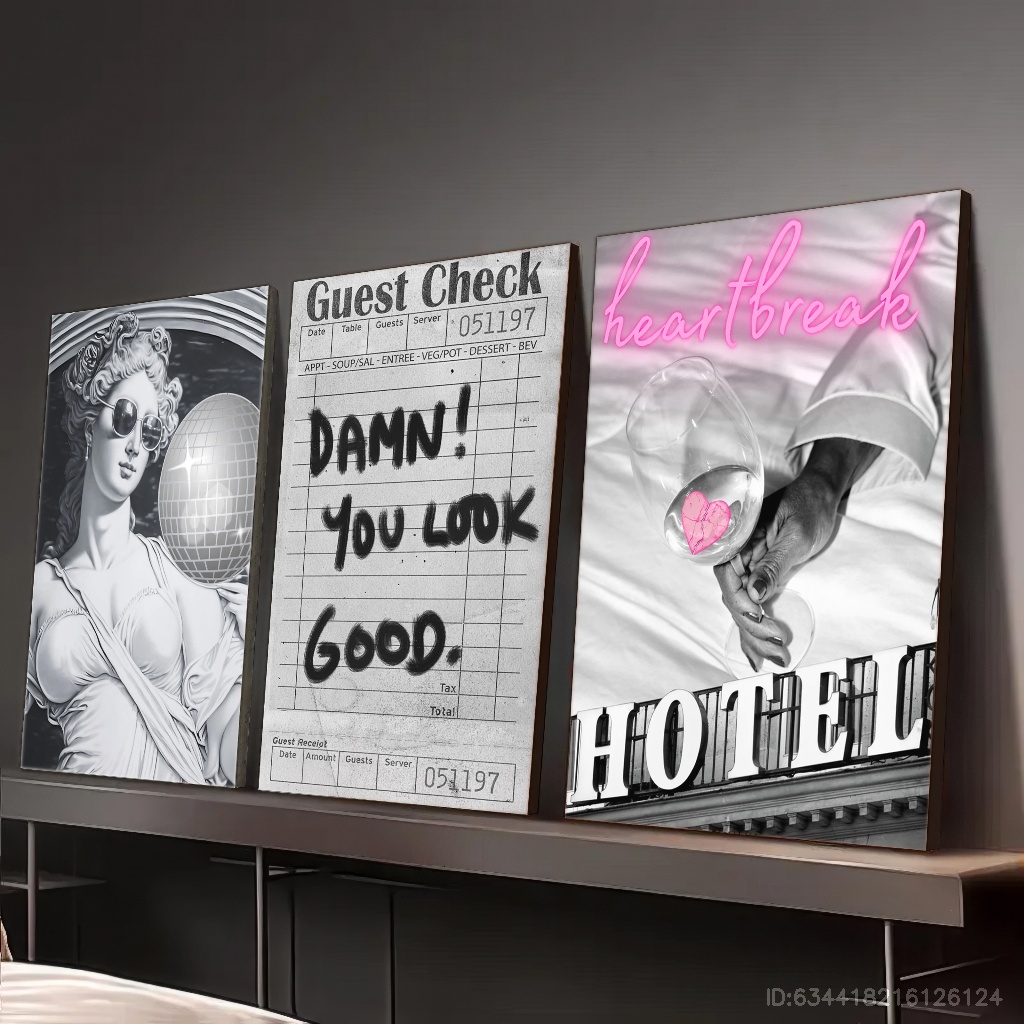 Guest Check
Date Table Guests Server 051197
APPT - SOUP/SAL - ENTREE - VEG/POT - DESSERT - BEV
DAMN!
YOU LOOK
GOOD.
Tax
Total
Guest Receipt
Date Amount Guests Server 051197
heartbreak
HOTEL
ID:634418216126124